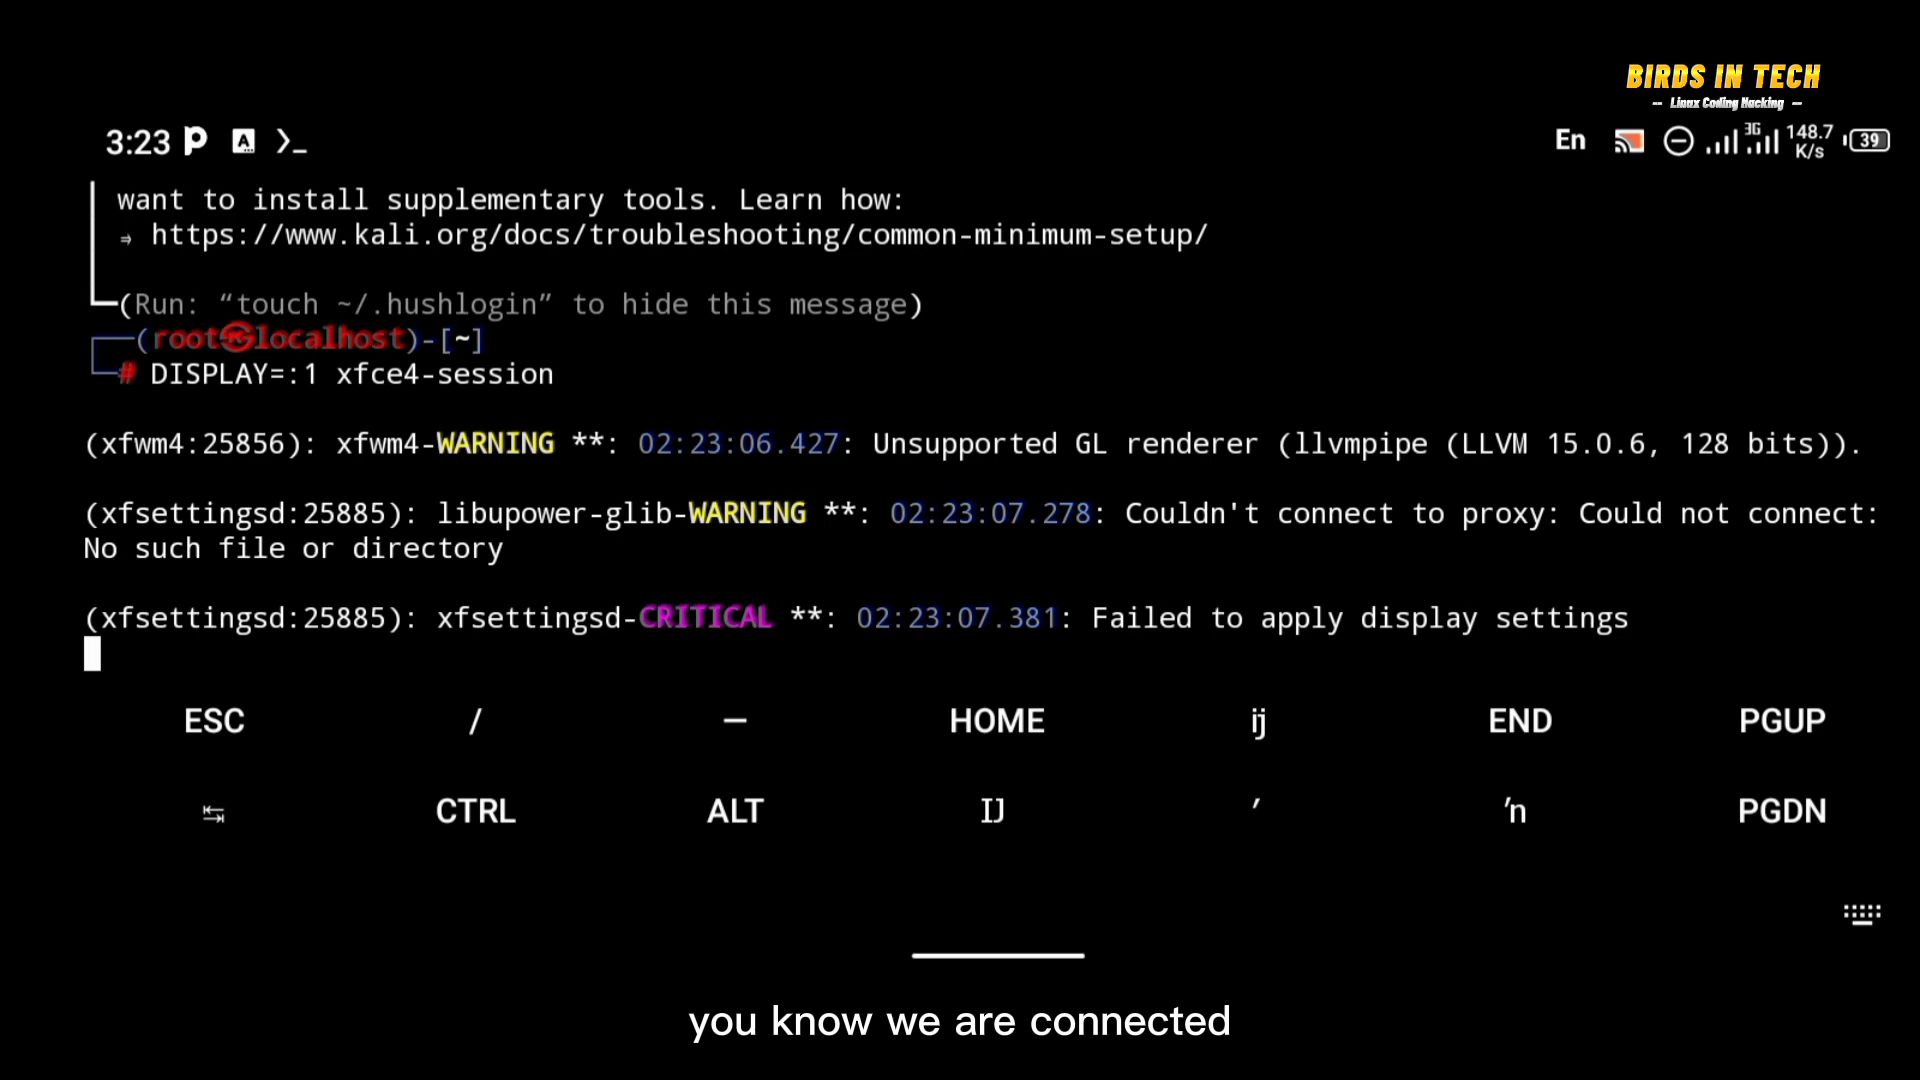 BIRDS IN TECH
-- Linux Coding Hacking --
3:23
En 3G 148.7 K/s 39
want to install supplementary tools. Learn how:
⇒ https://www.kali.org/docs/troubleshooting/common-minimum-setup/
(Run: “touch ~/.hushlogin” to hide this message)
(root㉿localhost)-[~]
# DISPLAY=:1 xfce4-session
(xfwm4:25856): xfwm4-WARNING **: 02:23:06.427: Unsupported GL renderer (llvmpipe (LLVM 15.0.6, 128 bits)).
(xfsettingsd:25885): libupower-glib-WARNING **: 02:23:07.278: Couldn't connect to proxy: Could not connect:
No such file or directory
(xfsettingsd:25885): xfsettingsd-CRITICAL **: 02:23:07.381: Failed to apply display settings
ESC / — HOME ĳ END PGUP
↹ CTRL ALT Ĳ ′ ŉ PGDN
you know we are connected